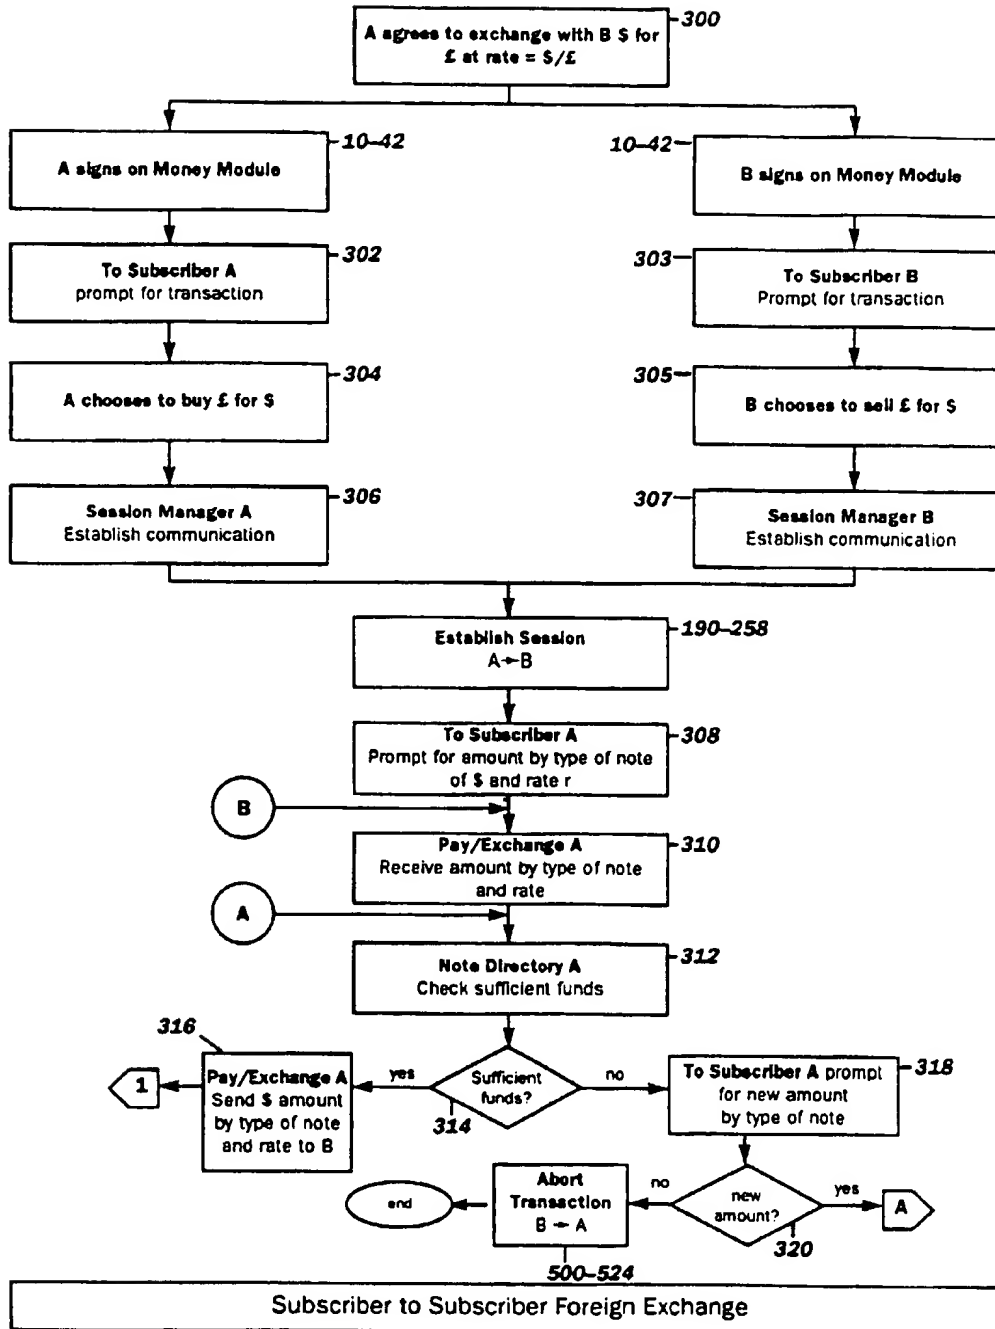 300
A agrees to exchange with B $ for
£ at rate = $/£
10–42
A signs on Money Module
10–42
B signs on Money Module
302
To Subscriber A
prompt for transaction
303
To Subscriber B
Prompt for transaction
304
A chooses to buy £ for $
305
B chooses to sell £ for $
306
Session Manager A
Establish communication
307
Session Manager B
Establish communication
190–258
Establish Session
A→B
308
To Subscriber A
Prompt for amount by type of note
of $ and rate r
B
310
Pay/Exchange A
Receive amount by type of note
and rate
A
312
Note Directory A
Check sufficient funds
316
1
Pay/Exchange A
Send $ amount
by type of note
and rate to B
yes
Sufficient
funds?
314
no
318
To Subscriber A prompt
for new amount
by type of note
end
Abort
Transaction
B → A
500–524
no
new
amount?
320
yes
A
Subscriber to Subscriber Foreign Exchange